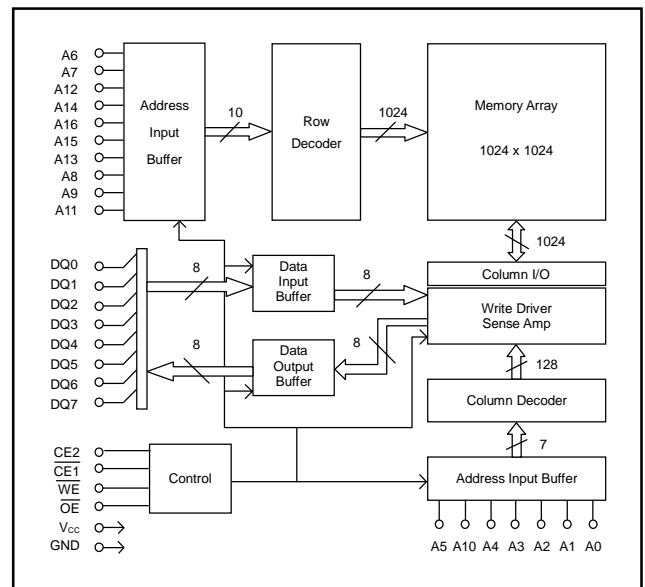 A6
A7
A12
A14
A16
A15
A13
A8
A9
A11
Address
Input
Buffer
10
Row
Decoder
1024
Memory Array
1024 x 1024
1024
DQ0
DQ1
DQ2
DQ3
DQ4
DQ5
DQ6
DQ7
8
Data
Input
Buffer
8
Column I/O
Write Driver
Sense Amp
8
Data
Output
Buffer
8
128
Column Decoder
7
Address Input Buffer
CE2
CE1
WE
OE
Control
VCC
GND
A5 A10 A4 A3 A2 A1 A0